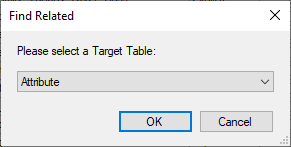 Find Related
Please select a Target Table:
Attribute
OK
Cancel